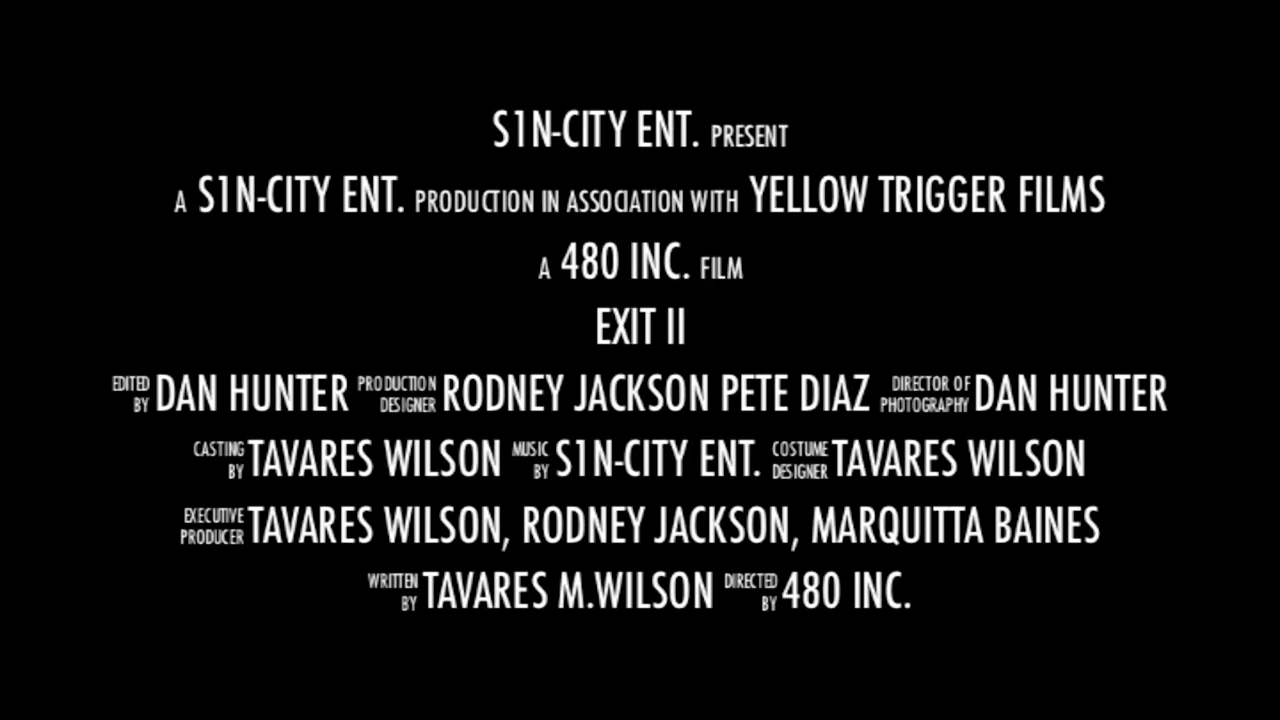 S1N-CITY ENT. PRESENT
A S1N-CITY ENT. PRODUCTION IN ASSOCIATION WITH YELLOW TRIGGER FILMS
A 480 INC. FILM
EXIT II
EDITED BY DAN HUNTER PRODUCTION DESIGNER RODNEY JACKSON PETE DIAZ DIRECTOR OF PHOTOGRAPHY DAN HUNTER
CASTING BY TAVARES WILSON MUSIC BY S1N-CITY ENT. COSTUME DESIGNER TAVARES WILSON
EXECUTIVE PRODUCER TAVARES WILSON, RODNEY JACKSON, MARQUITTA BAINES
WRITTEN BY TAVARES M.WILSON DIRECTED BY 480 INC.